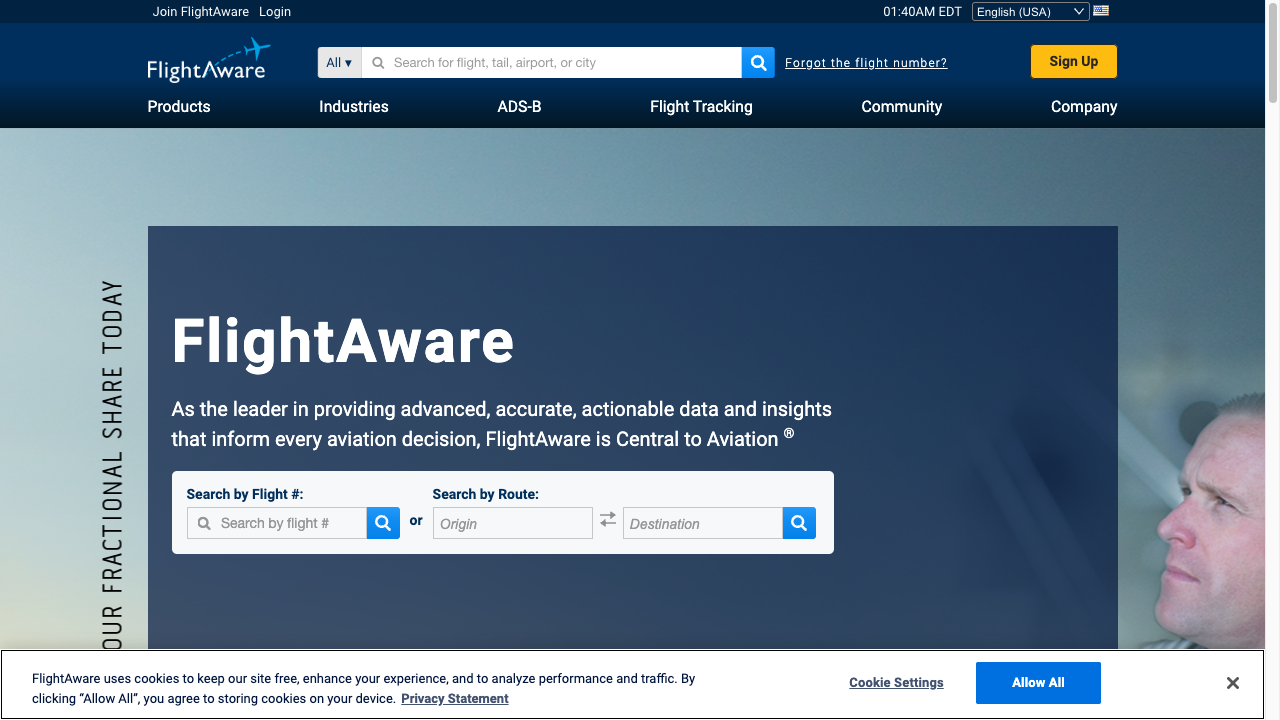 Join FlightAware Login 01:40AM EDT English (USA)
FlightAware All ▾ Search for flight, tail, airport, or city Forgot the flight number? Sign Up
Products Industries ADS-B Flight Tracking Community Company
OUR FRACTIONAL SHARE TODAY
FlightAware
As the leader in providing advanced, accurate, actionable data and insights
that inform every aviation decision, FlightAware is Central to Aviation ®
Search by Flight #: Search by Route:
Search by flight # or Origin Destination
FlightAware uses cookies to keep our site free, enhance your experience, and to analyze performance and traffic. By
clicking “Allow All”, you agree to storing cookies on your device. Privacy Statement
Cookie Settings Allow All